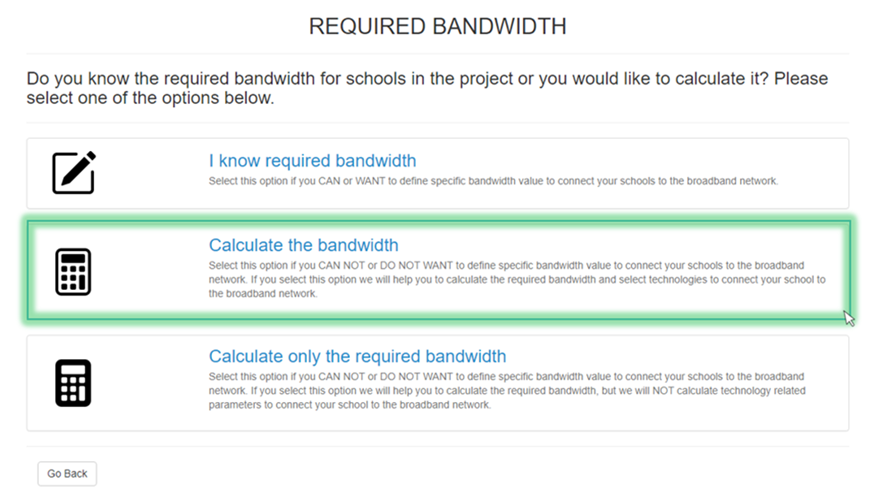 REQUIRED BANDWIDTH
Do you know the required bandwidth for schools in the project or you would like to calculate it? Please
select one of the options below.
I know required bandwidth
Select this option if you CAN or WANT to define specific bandwidth value to connect your schools to the broadband network.
Calculate the bandwidth
Select this option if you CAN NOT or DO NOT WANT to define specific bandwidth value to connect your schools to the broadband
network. If you select this option we will help you to calculate the required bandwidth and select technologies to connect your school to
the broadband network.
Calculate only the required bandwidth
Select this option if you CAN NOT or DO NOT WANT to define specific bandwidth value to connect your schools to the broadband
network. If you select this option we will help you to calculate the required bandwidth, but we will NOT calculate technology related
parameters to connect your school to the broadband network.
Go Back